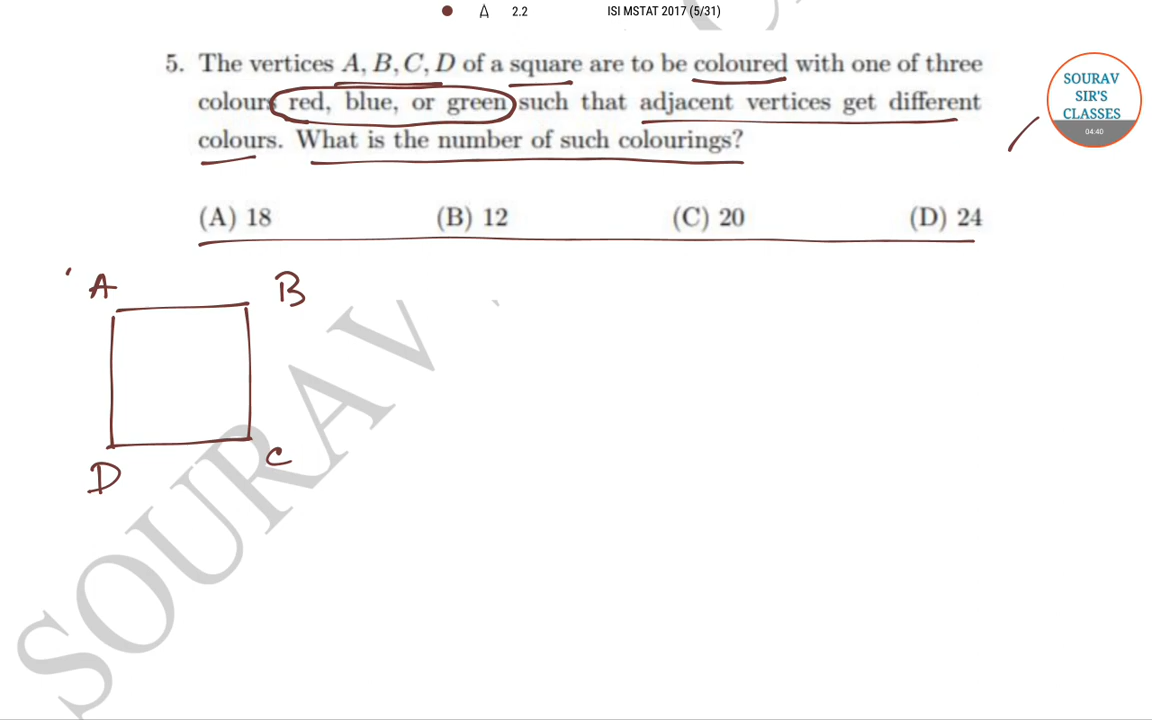 2.2 ISI MSTAT 2017 (5/31)
5. The vertices A, B, C, D of a square are to be coloured with one of three
colours red, blue, or green such that adjacent vertices get different
colours. What is the number of such colourings?
(A) 18 (B) 12 (C) 20 (D) 24
SOURAV
SIR'S
CLASSES
04:40
A B
D C
SOURAV